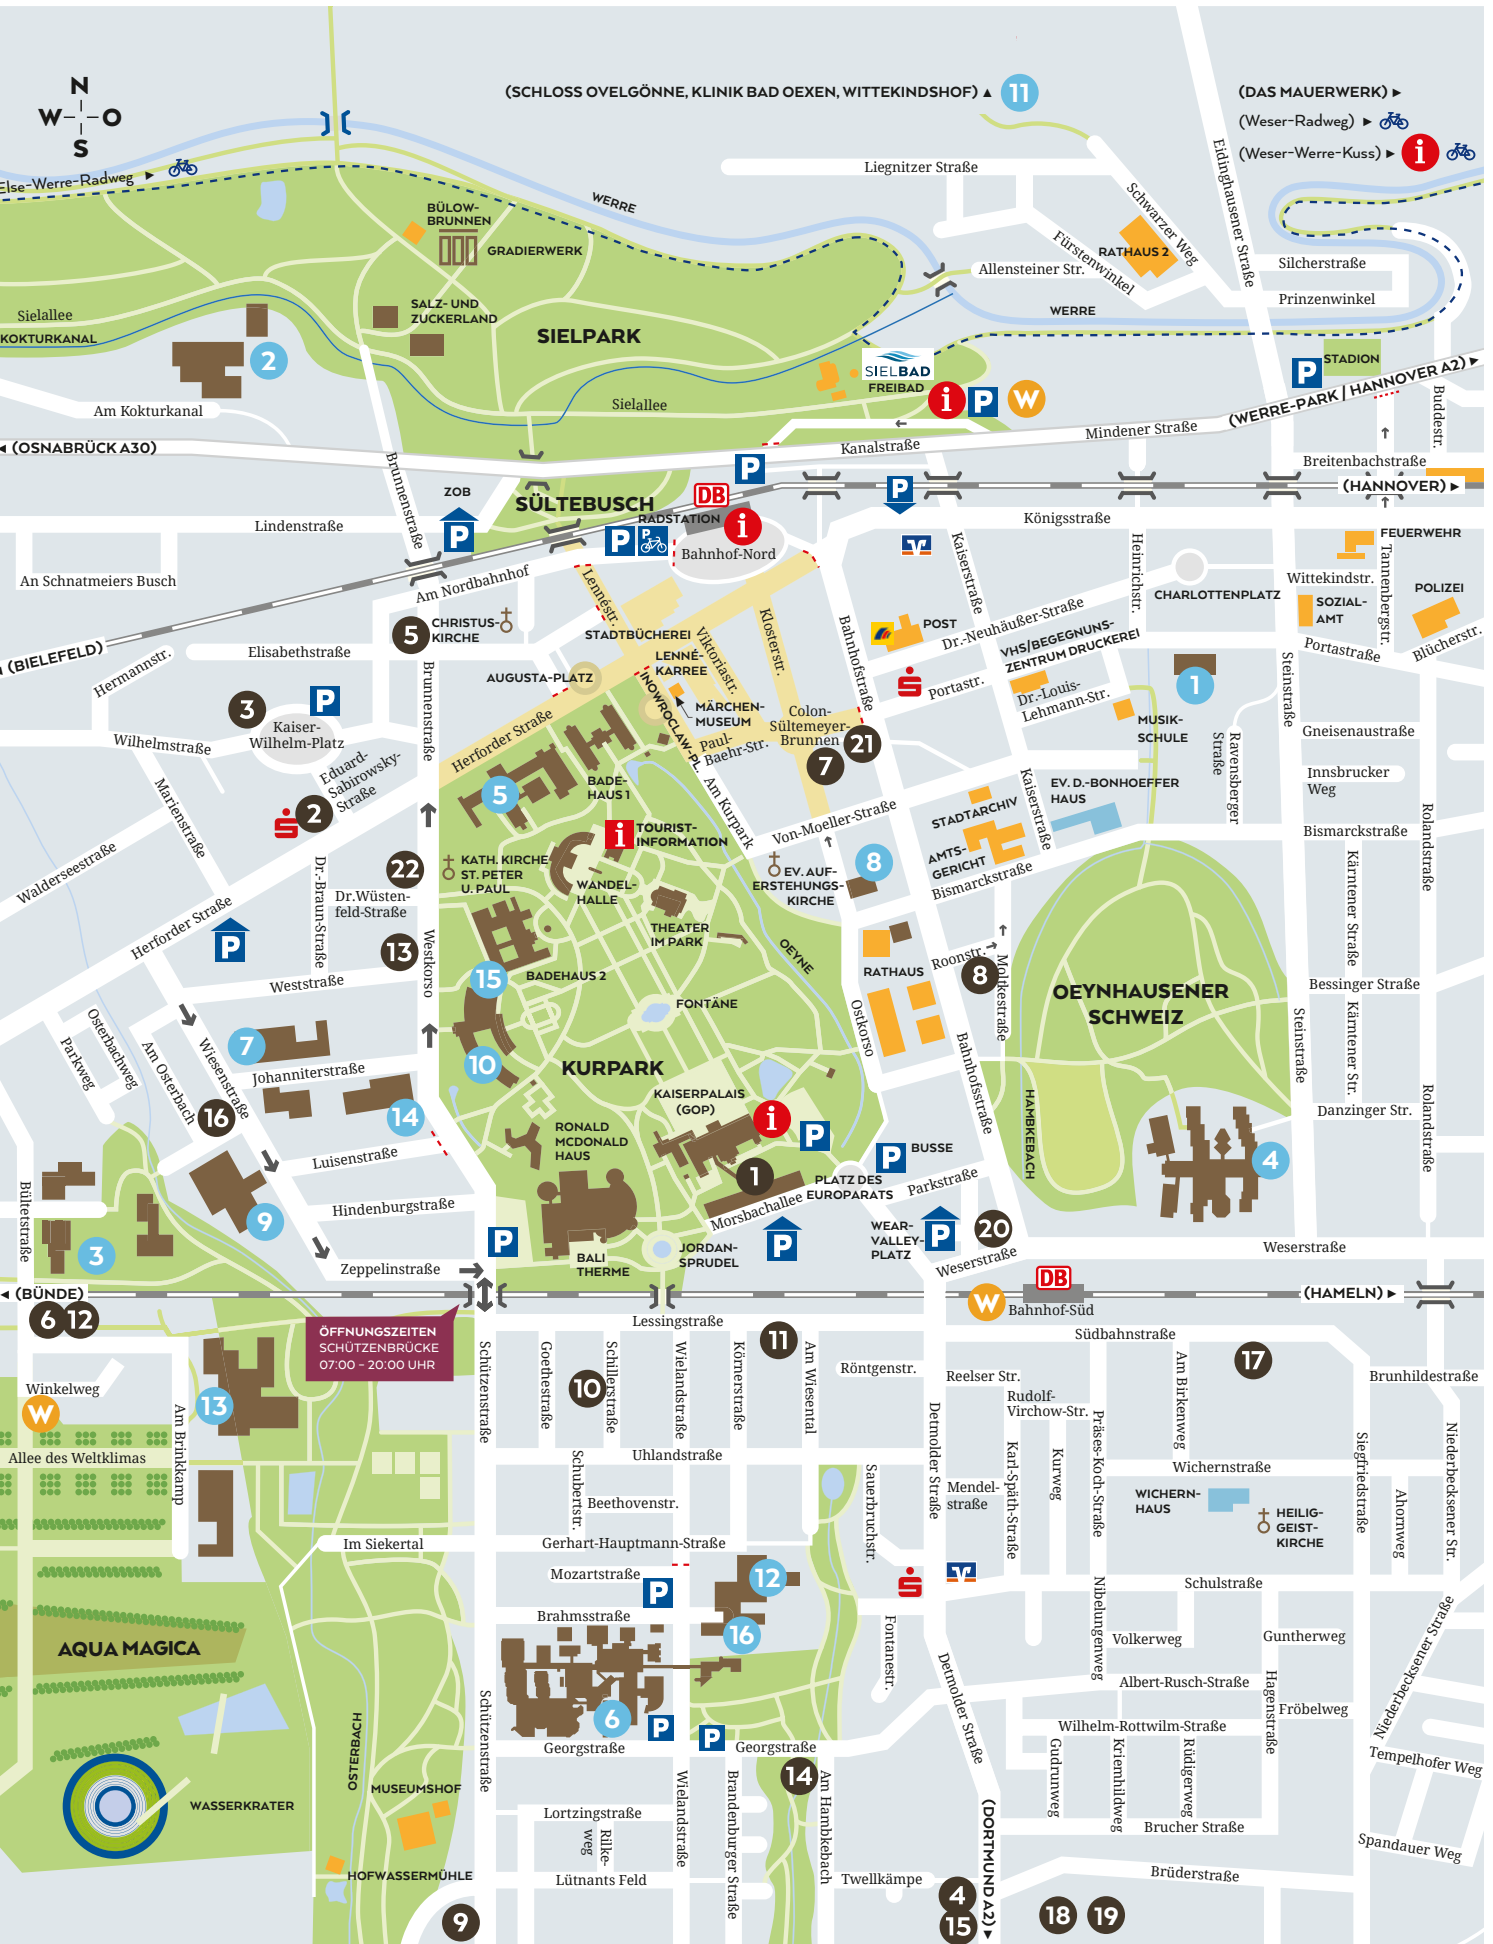 N
W
O
S
(SCHLOSS OVELGÖNNE, KLINIK BAD OEXEN, WITTEKINDSHOF) ▲ 11
(DAS MAUERWERK) ►
(Weser-Radweg) ►
(Weser-Werre-Kuss) ► i
Else-Werre-Radweg ►
Liegnitzer Straße
Eidinghausener Straße
Schwarzer Weg
Fürstenwinkel
RATHAUS 2
WERRE
BÜLOW-
BRUNNEN
GRADIERWERK
Allensteiner Str.
Silcherstraße
Prinzenwinkel
WERRE
Sielallee
KOKTURKANAL
SALZ- UND
ZUCKERLAND
SIELPARK
2
SIELBAD
FREIBAD
i P W
P
STADION
(WERRE-PARK / HANNOVER A2) ►
Am Kokturkanal
Sielallee
Buddestr.
◄ (OSNABRÜCK A30)
Kanalstraße
Mindener Straße
Breitenbachstraße
(HANNOVER) ►
Brunnenstraße
ZOB
P
SÜLTEBUSCH
P
DB
RADSTATION
i
P
P
Bahnhof-Nord
P
Königsstraße
Lindenstraße
An Schnatmeiers Busch
Am Nordbahnhof
Lennéstr.
Kaiserstraße
Heinrichstr.
FEUERWEHR
Wittekindstr.
Tannenbergstr.
CHARLOTTENPLATZ
SOZIAL-
AMT
POLIZEI
5
CHRISTUS-
KIRCHE
STADTBÜCHEREI
Viktoriastr.
Klosterstr.
Bahnhofstraße
POST
Dr.-Neuhäußer-Straße
VHS/BEGEGNUNGS-
ZENTRUM DRUCKEREI
Portastraße
Blücherstr.
(BIELEFELD)
Hermannstr.
Elisabethstraße
LENNÉ-
KARREE
AUGUSTA-PLATZ
INOWROCLAW-PL.
MÄRCHEN-
MUSEUM
Portastr.
Dr.-Louis-
Lehmann-Str.
1
Steinstraße
Brunnenstraße
3
P
Kaiser-
Wilhelm-Platz
Wilhelmstraße
Herforder Straße
Paul-
Baehr-Str.
Colon-
Sültemeyer-
Brunnen
21
7
MUSIK-
SCHULE
Ravensberger
Straße
Gneisenaustraße
Innsbrucker
Weg
Eduard-
Sabirowsky-
Straße
2
Marienstraße
BADE-
HAUS 1
5
Am Kurpark
Von-Moeller-Straße
Kaiserstraße
EV. D.-BONHOEFFER
HAUS
STADTARCHIV
Bismarckstraße
Rolandstraße
i
TOURIST-
INFORMATION
AMTS-
GERICHT
Walderseestraße
22
KATH. KIRCHE
ST. PETER
U. PAUL
WANDEL-
HALLE
8
EV. AUF-
ERSTEHUNGS-
KIRCHE
Bismarckstraße
Kärntener Straße
Dr.-Braun-Straße
Dr.Wüsten-
feld-Straße
THEATER
IM PARK
Herforder Straße
P
13
Westkorso
OEYNE
RATHAUS
Roonstr.
8
Moltkestraße
Weststraße
15
BADEHAUS 2
OEYNHAUSENER
SCHWEIZ
Bessinger Straße
FONTÄNE
Ostkorso
Steinstraße
Kärntener Str.
Osterbachweg
Parkweg
Am Osterbach
Wiesenstraße
7
Johanniterstraße
10
KURPARK
Bahnhofsstraße
16
14
KAISERPALAIS
(GOP)
i
P
HAMBKEBACH
Danzinger Str.
Rolandstraße
RONALD
MCDONALD
HAUS
P
BUSSE
4
Luisenstraße
1
PLATZ DES
EUROPARATS
Parkstraße
Bültetstraße
9
Hindenburgstraße
Morsbachallee
WEAR-
VALLEY-
PLATZ
P
20
3
P
P
JORDAN-
SPRUDEL
Weserstraße
Weserstraße
Zeppelinstraße
BALI
THERME
◄ (BÜNDE)
DB
(HAMELN) ►
6
12
W
Bahnhof-Süd
ÖFFNUNGSZEITEN
SCHÜTZENBRÜCKE
07:00 – 20:00 UHR
Lessingstraße
11
Südbahnstraße
17
Schützenstraße
Goethestraße
10
Schillerstraße
Wielandstraße
Körnerstraße
Am Wiesental
Röntgenstr.
Reelser Str.
Am Birkenweg
Brunhildestraße
Winkelweg
W
13
Rudolf-
Virchow-Str.
Detmolder Straße
Präses-Koch-Straße
Siegfriedstraße
Niederbecksener Str.
Am Brinkkamp
Allee des Weltklimas
Uhlandstraße
Schubertstr.
Sauerbruchstr.
Karl-Späth-Straße
Kurweg
Wichernstraße
Mendel-
straße
Ahornweg
Beethovenstr.
WICHERN-
HAUS
HEILIG-
GEIST-
KIRCHE
Im Siekertal
Gerhart-Hauptmann-Straße
Mozartstraße
P
12
Schulstraße
Brahmsstraße
16
Nibelungenweg
Fontanestr.
Volkerweg
Guntherweg
AQUA MAGICA
Niederbecksener Straße
Detmolder Straße
Albert-Rusch-Straße
Hagenstraße
Fröbelweg
Schützenstraße
6
P
P
Wilhelm-Rottwilm-Straße
Georgstraße
Georgstraße
14
OSTERBACH
Gudrunweg
Kriemhildweg
Rüdigerweg
Tempelhofer Weg
MUSEUMSHOF
WASSERKRATER
Lortzingstraße
Rilke-
weg
Wielandstraße
Brandenburger Straße
Am Hambkebach
Brucher Straße
Spandauer Weg
HOFWASSERMÜHLE
Lütnants Feld
Twellkämpe
Brüderstraße
9
4
15
(DORTMUND A2) ►
18
19